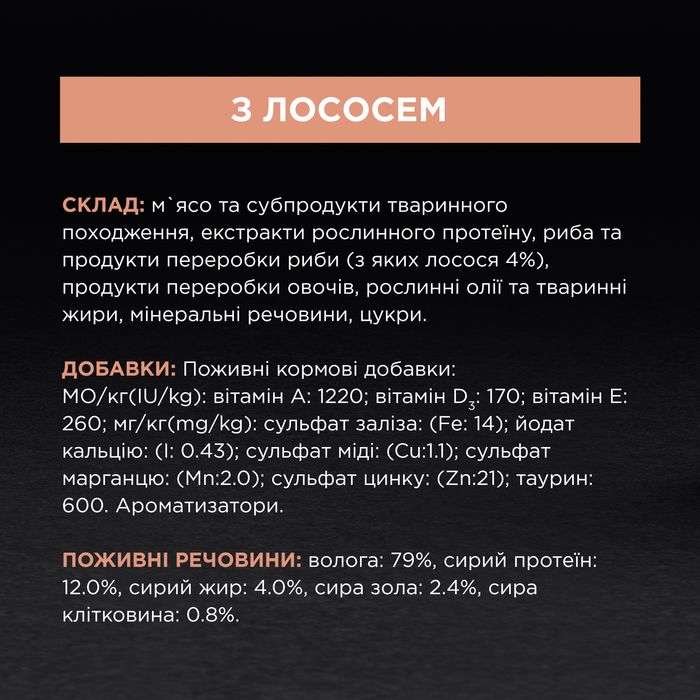 З ЛОСОСЕМ
СКЛАД: м`ясо та субпродукти тваринного
походження, екстракти рослинного протеїну, риба та
продукти переробки риби (з яких лосося 4%),
продукти переробки овочів, рослинні олії та тваринні
жири, мінеральні речовини, цукри.
ДОБАВКИ: Поживні кормові добавки:
МО/кг(IU/kg): вітамін А: 1220; вітамін D₃: 170; вітамін Е:
260; мг/кг(mg/kg): сульфат заліза: (Fe: 14); йодат
кальцію: (I: 0.43); сульфат міді: (Cu:1.1); сульфат
марганцю: (Mn:2.0); сульфат цинку: (Zn:21); таурин:
600. Ароматизатори.
ПОЖИВНІ РЕЧОВИНИ: волога: 79%, сирий протеїн:
12.0%, сирий жир: 4.0%, сира зола: 2.4%, сира
клітковина: 0.8%.